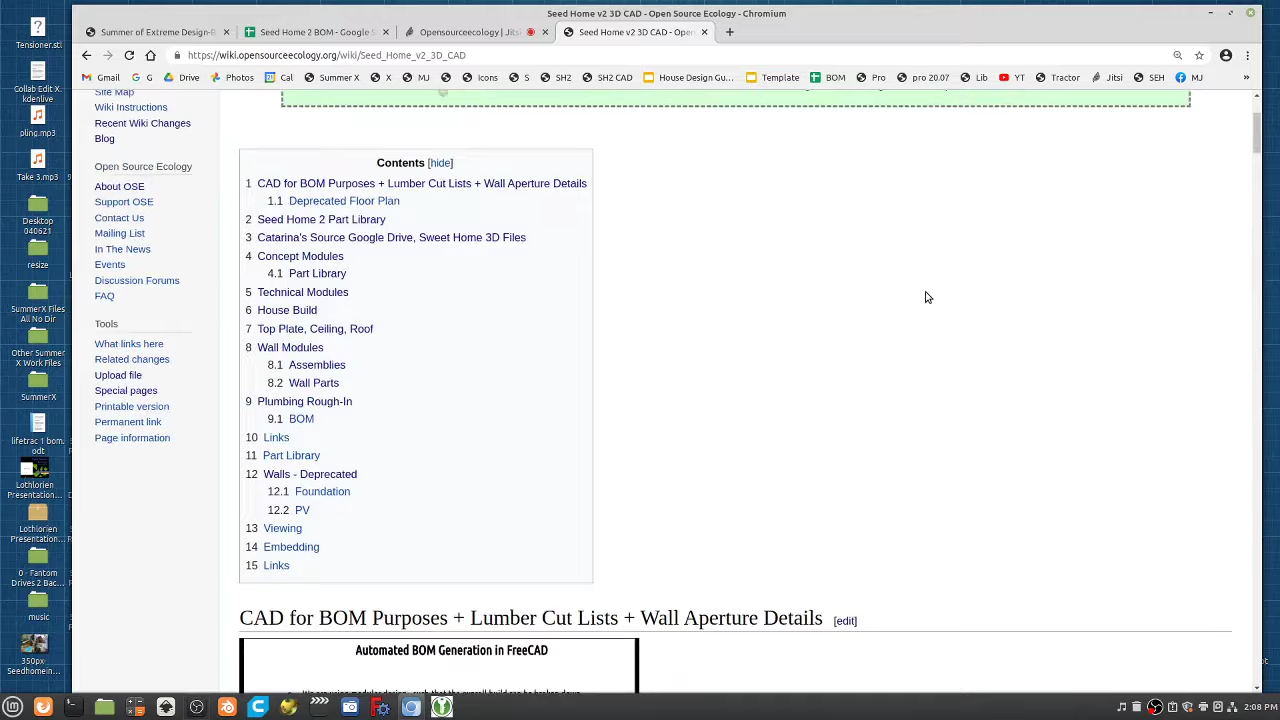 Seed Home v2 3D CAD - Open Source Ecology - Chromium
Summer of Extreme Design-B
Seed Home 2 BOM - Google S
Opensourceecology | Jitsi
Seed Home v2 3D CAD - Open
https://wiki.opensourceecology.org/wiki/Seed_Home_v2_3D_CAD
Gmail G Drive Photographs Cal Summer X X MJ Icons S SH2 SH2 CAD House Design Gu... Template BOM Pro pro 20.07 Lib YT Tractor Jitsi SEH MJ »
Tensioner.stl
Collab Edit X.
kdenlive
pling.mp3
Take 3.mp3
Desktop
040621
resize
SummerX Files
All No Dir
Other Summer
X Work Files
SummerX
lifetrac 1 bom.
odt
Lothlorien
Presentation...
Lothlorien
Presentation...
0 - Fantom
Drives 2 Bac...
music
350px-
Seedhomein...
Site Map
Wiki Instructions
Recent Wiki Changes
Blog
Open Source Ecology
About OSE
Support OSE
Contact Us
Mailing List
In The News
Events
Discussion Forums
FAQ
Tools
What links here
Related changes
Upload file
Special pages
Printable version
Permanent link
Page information
Contents [hide]
1 CAD for BOM Purposes + Lumber Cut Lists + Wall Aperture Details
1.1 Deprecated Floor Plan
2 Seed Home 2 Part Library
3 Catarina's Source Google Drive, Sweet Home 3D Files
4 Concept Modules
4.1 Part Library
5 Technical Modules
6 House Build
7 Top Plate, Ceiling, Roof
8 Wall Modules
8.1 Assemblies
8.2 Wall Parts
9 Plumbing Rough-In
9.1 BOM
10 Links
11 Part Library
12 Walls - Deprecated
12.1 Foundation
12.2 PV
13 Viewing
14 Embedding
15 Links
CAD for BOM Purposes + Lumber Cut Lists + Wall Aperture Details [edit]
Automated BOM Generation in FreeCAD
2:08 PM